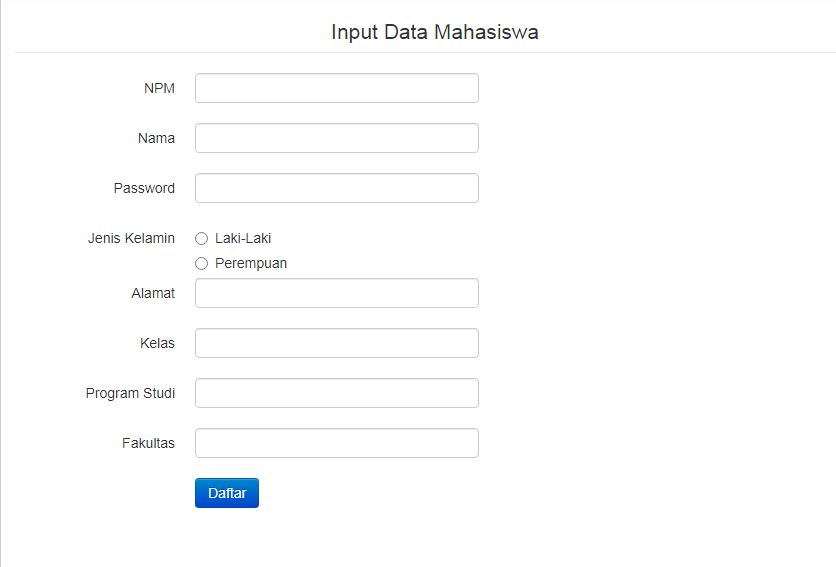 Input Data Mahasiswa
NPM
Nama
Password
Jenis Kelamin
Laki-Laki
Perempuan
Alamat
Kelas
Program Studi
Fakultas
Daftar